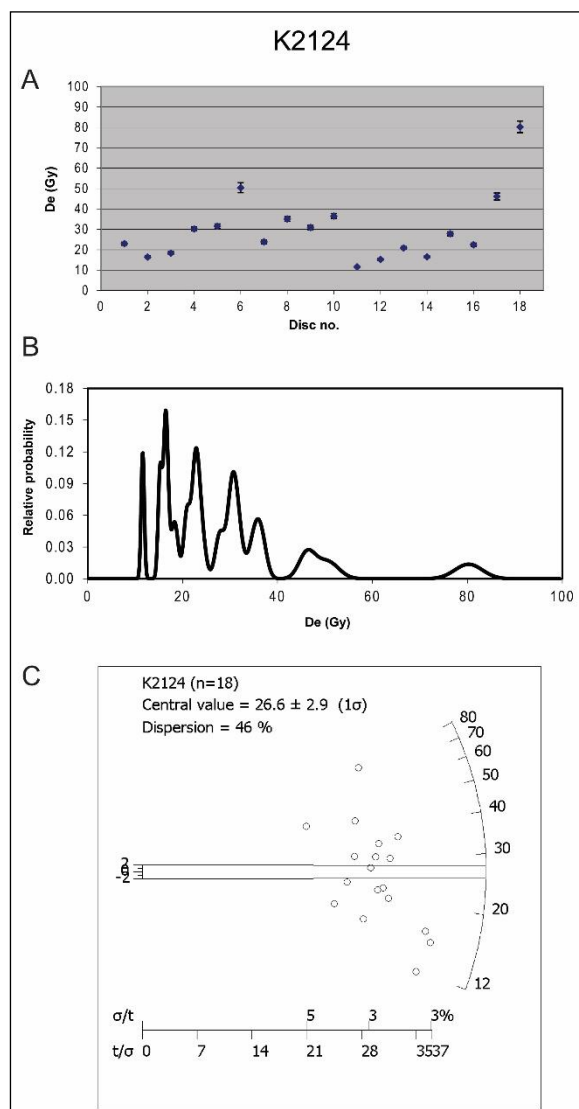 K2124
A
100
90
80
70
60
50
40
30
20
10
0
De (Gy)
0 2 4 6 8 10 12 14 16 18
Disc no.
B
0.18
0.15
0.12
0.09
0.06
0.03
0.00
Relative probability
0 20 40 60 80 100
De (Gy)
C
K2124 (n=18)
Central value = 26.6 ± 2.9 (1σ)
Dispersion = 46 %
80
70
60
50
40
30
20
12
2
0
-2
σ/t 5 3 3%
t/σ 0 7 14 21 28 3537